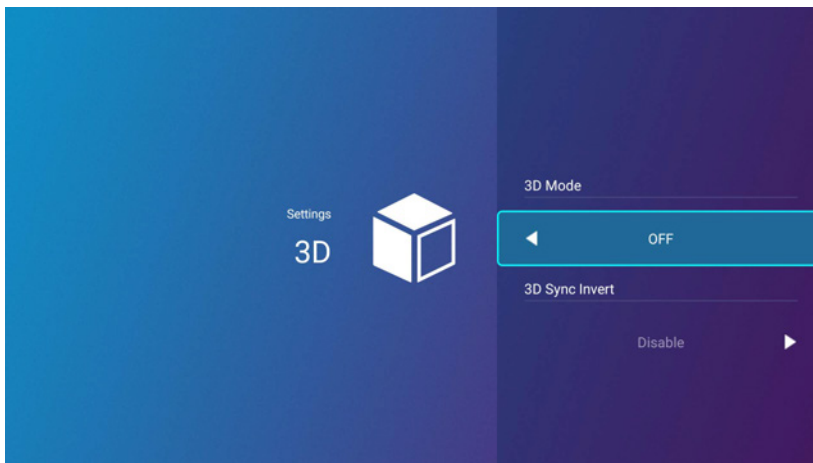 Settings
3D
3D Mode
OFF
3D Sync Invert
Disable